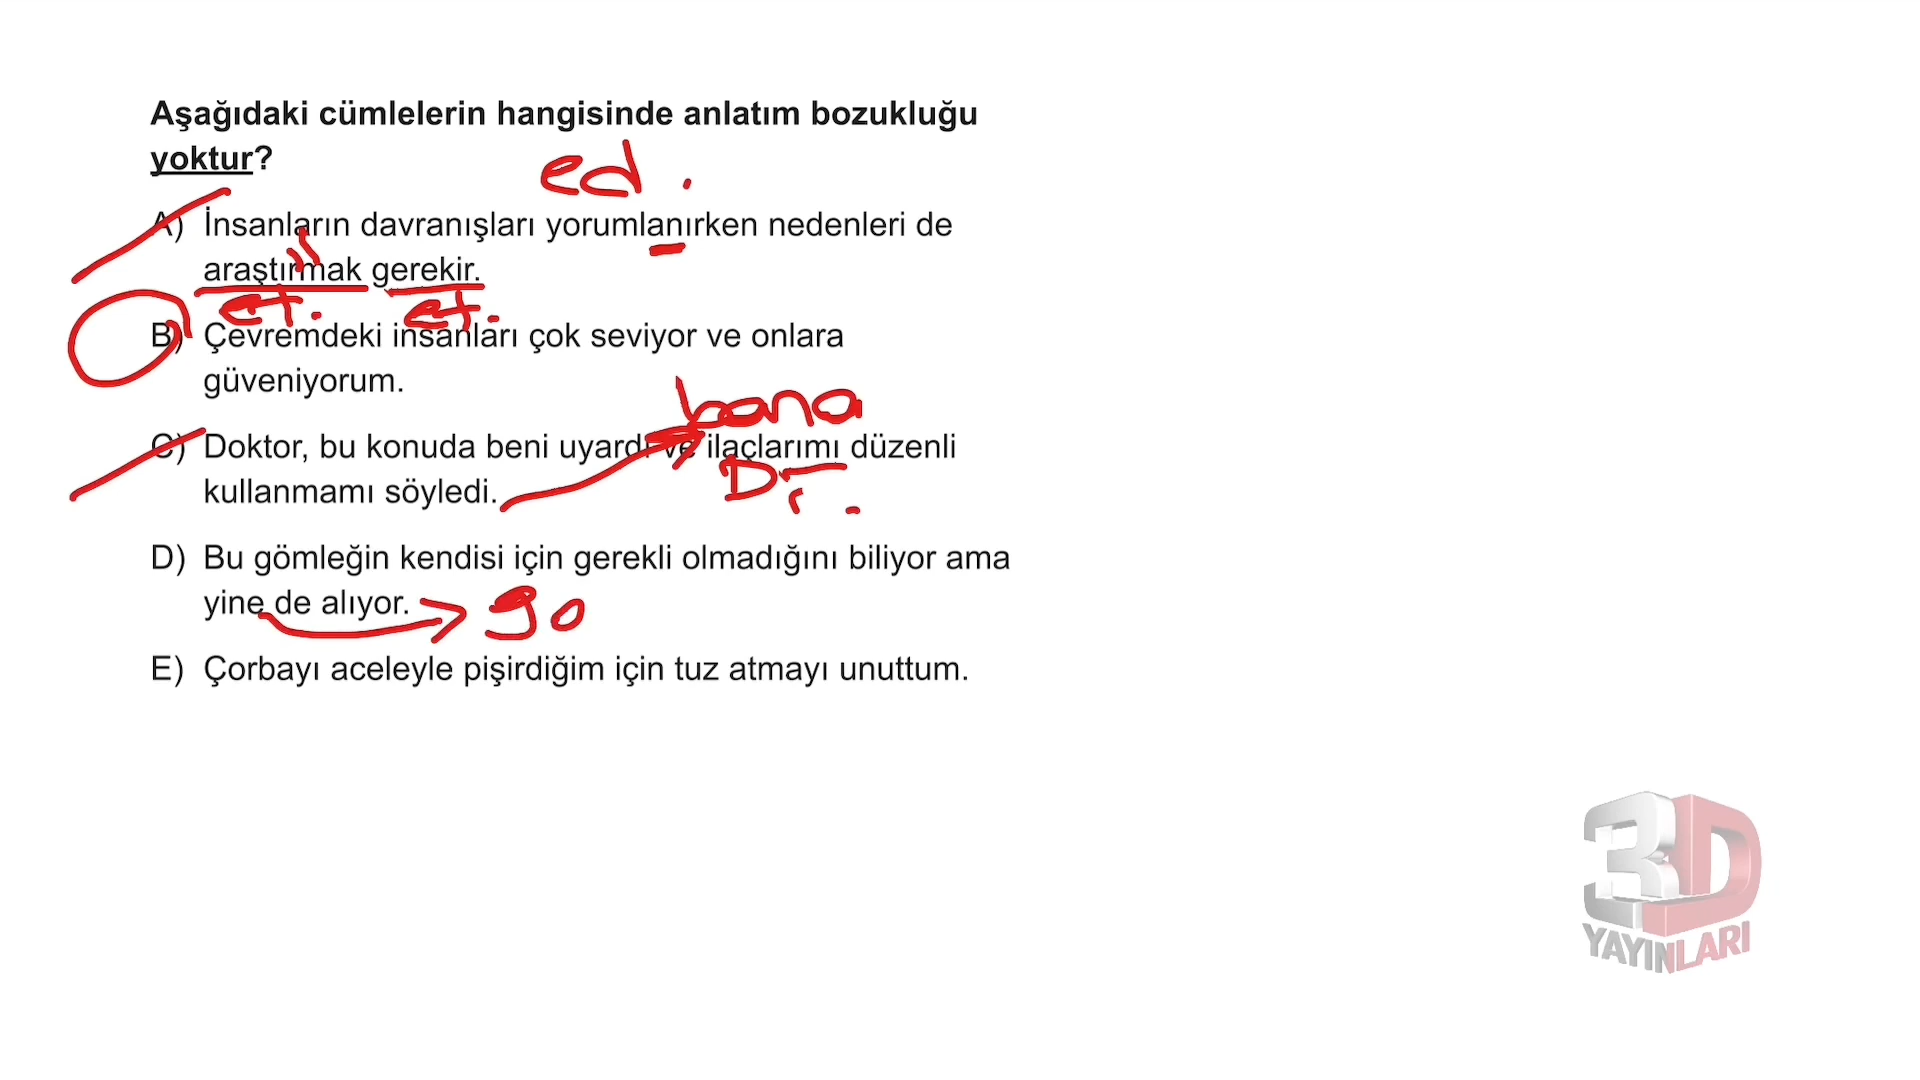 Aşağıdaki cümlelerin hangisinde anlatım bozukluğu
yoktur?
ed.
A) İnsanların davranışları yorumlanırken nedenleri de
araştırmak gerekir.
et. et.
B) Çevremdeki insanları çok seviyor ve onlara
güveniyorum.
bana
C) Doktor, bu konuda beni uyardı ve ilaçlarımı düzenli
kullanmamı söyledi.
D) Bu gömleğin kendisi için gerekli olmadığını biliyor ama
yine de alıyor.
E) Çorbayı aceleyle pişirdiğim için tuz atmayı unuttum.
3D
YAYINLARI